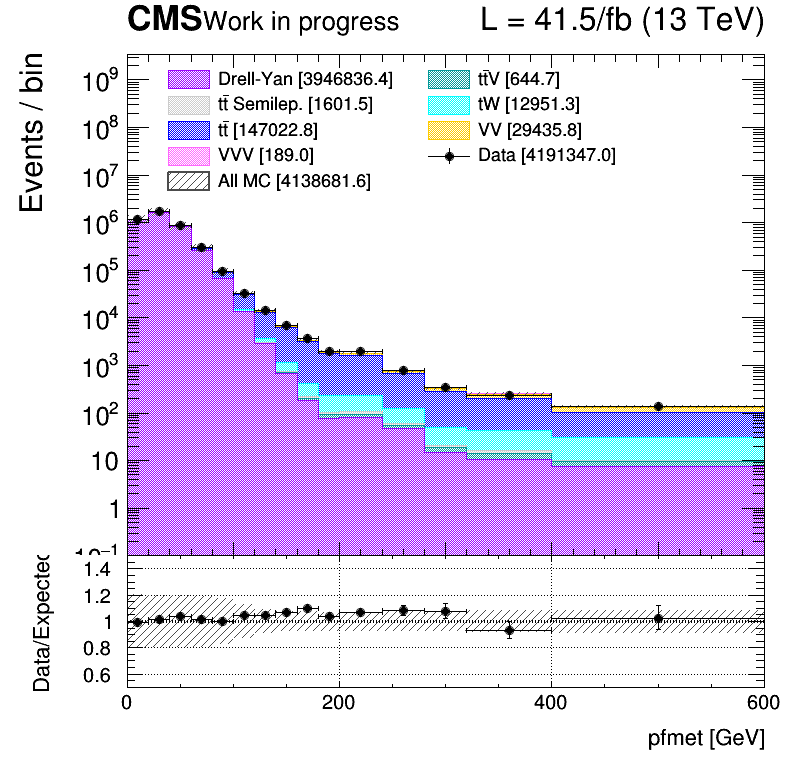 CMS Work in progress L = 41.5/fb (13 TeV)
Events / bin
Drell-Yan [3946836.4]
tt̄ Semilep. [1601.5]
tt̄ [147022.8]
VVV [189.0]
All MC [4138681.6]
tt̄V [644.7]
tW [12951.3]
VV [29435.8]
Data [4191347.0]
10⁹
10⁸
10⁷
10⁶
10⁵
10⁴
10³
10²
10
1
10⁻¹
Data/Expected
1.4
1.2
1
0.8
0.6
0 200 400 600
pfmet [GeV]